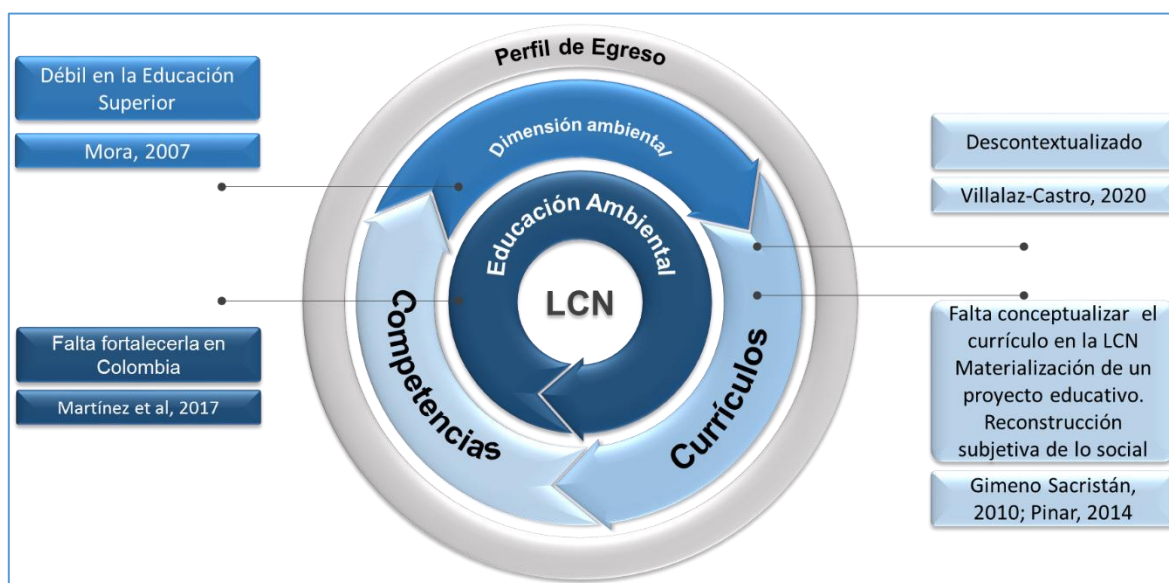 Perfil de Egreso
Débil en la Educación
Superior
Mora, 2007
Dimensión ambiental
Descontextualizado
Villalaz-Castro, 2020
Educación Ambiental
LCN
Competencias
Currículos
Falta fortalecerla en
Colombia
Martínez et al, 2017
Falta conceptualizar el
currículo en la LCN
Materialización de un
proyecto educativo.
Reconstrucción
subjetiva de lo social
Gimeno Sacristán,
2010; Pinar, 2014